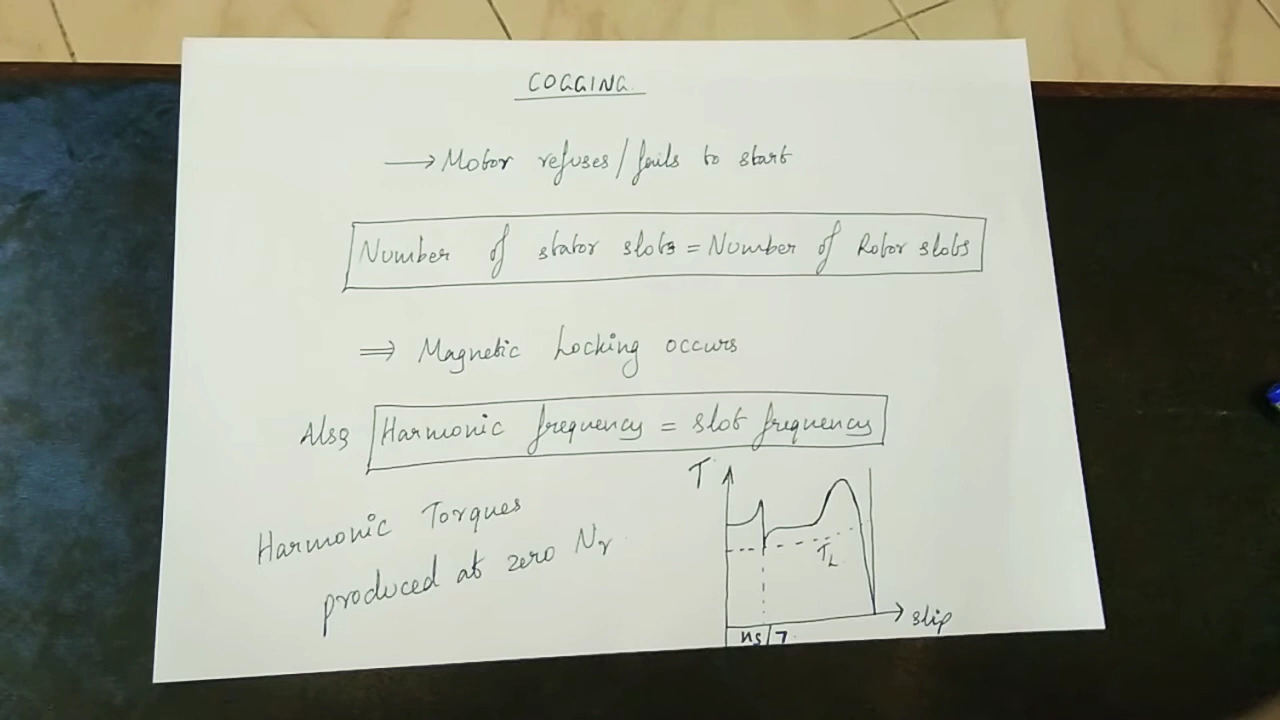 COGGING
→ Motor refuses/fails to start
Number of stator slots = Number of Rotor slots
⇒ Magnetic Locking occurs
Also Harmonic frequency = slot frequency
Harmonic Torques
produced at zero Nr
T
TL
slip
ns/7